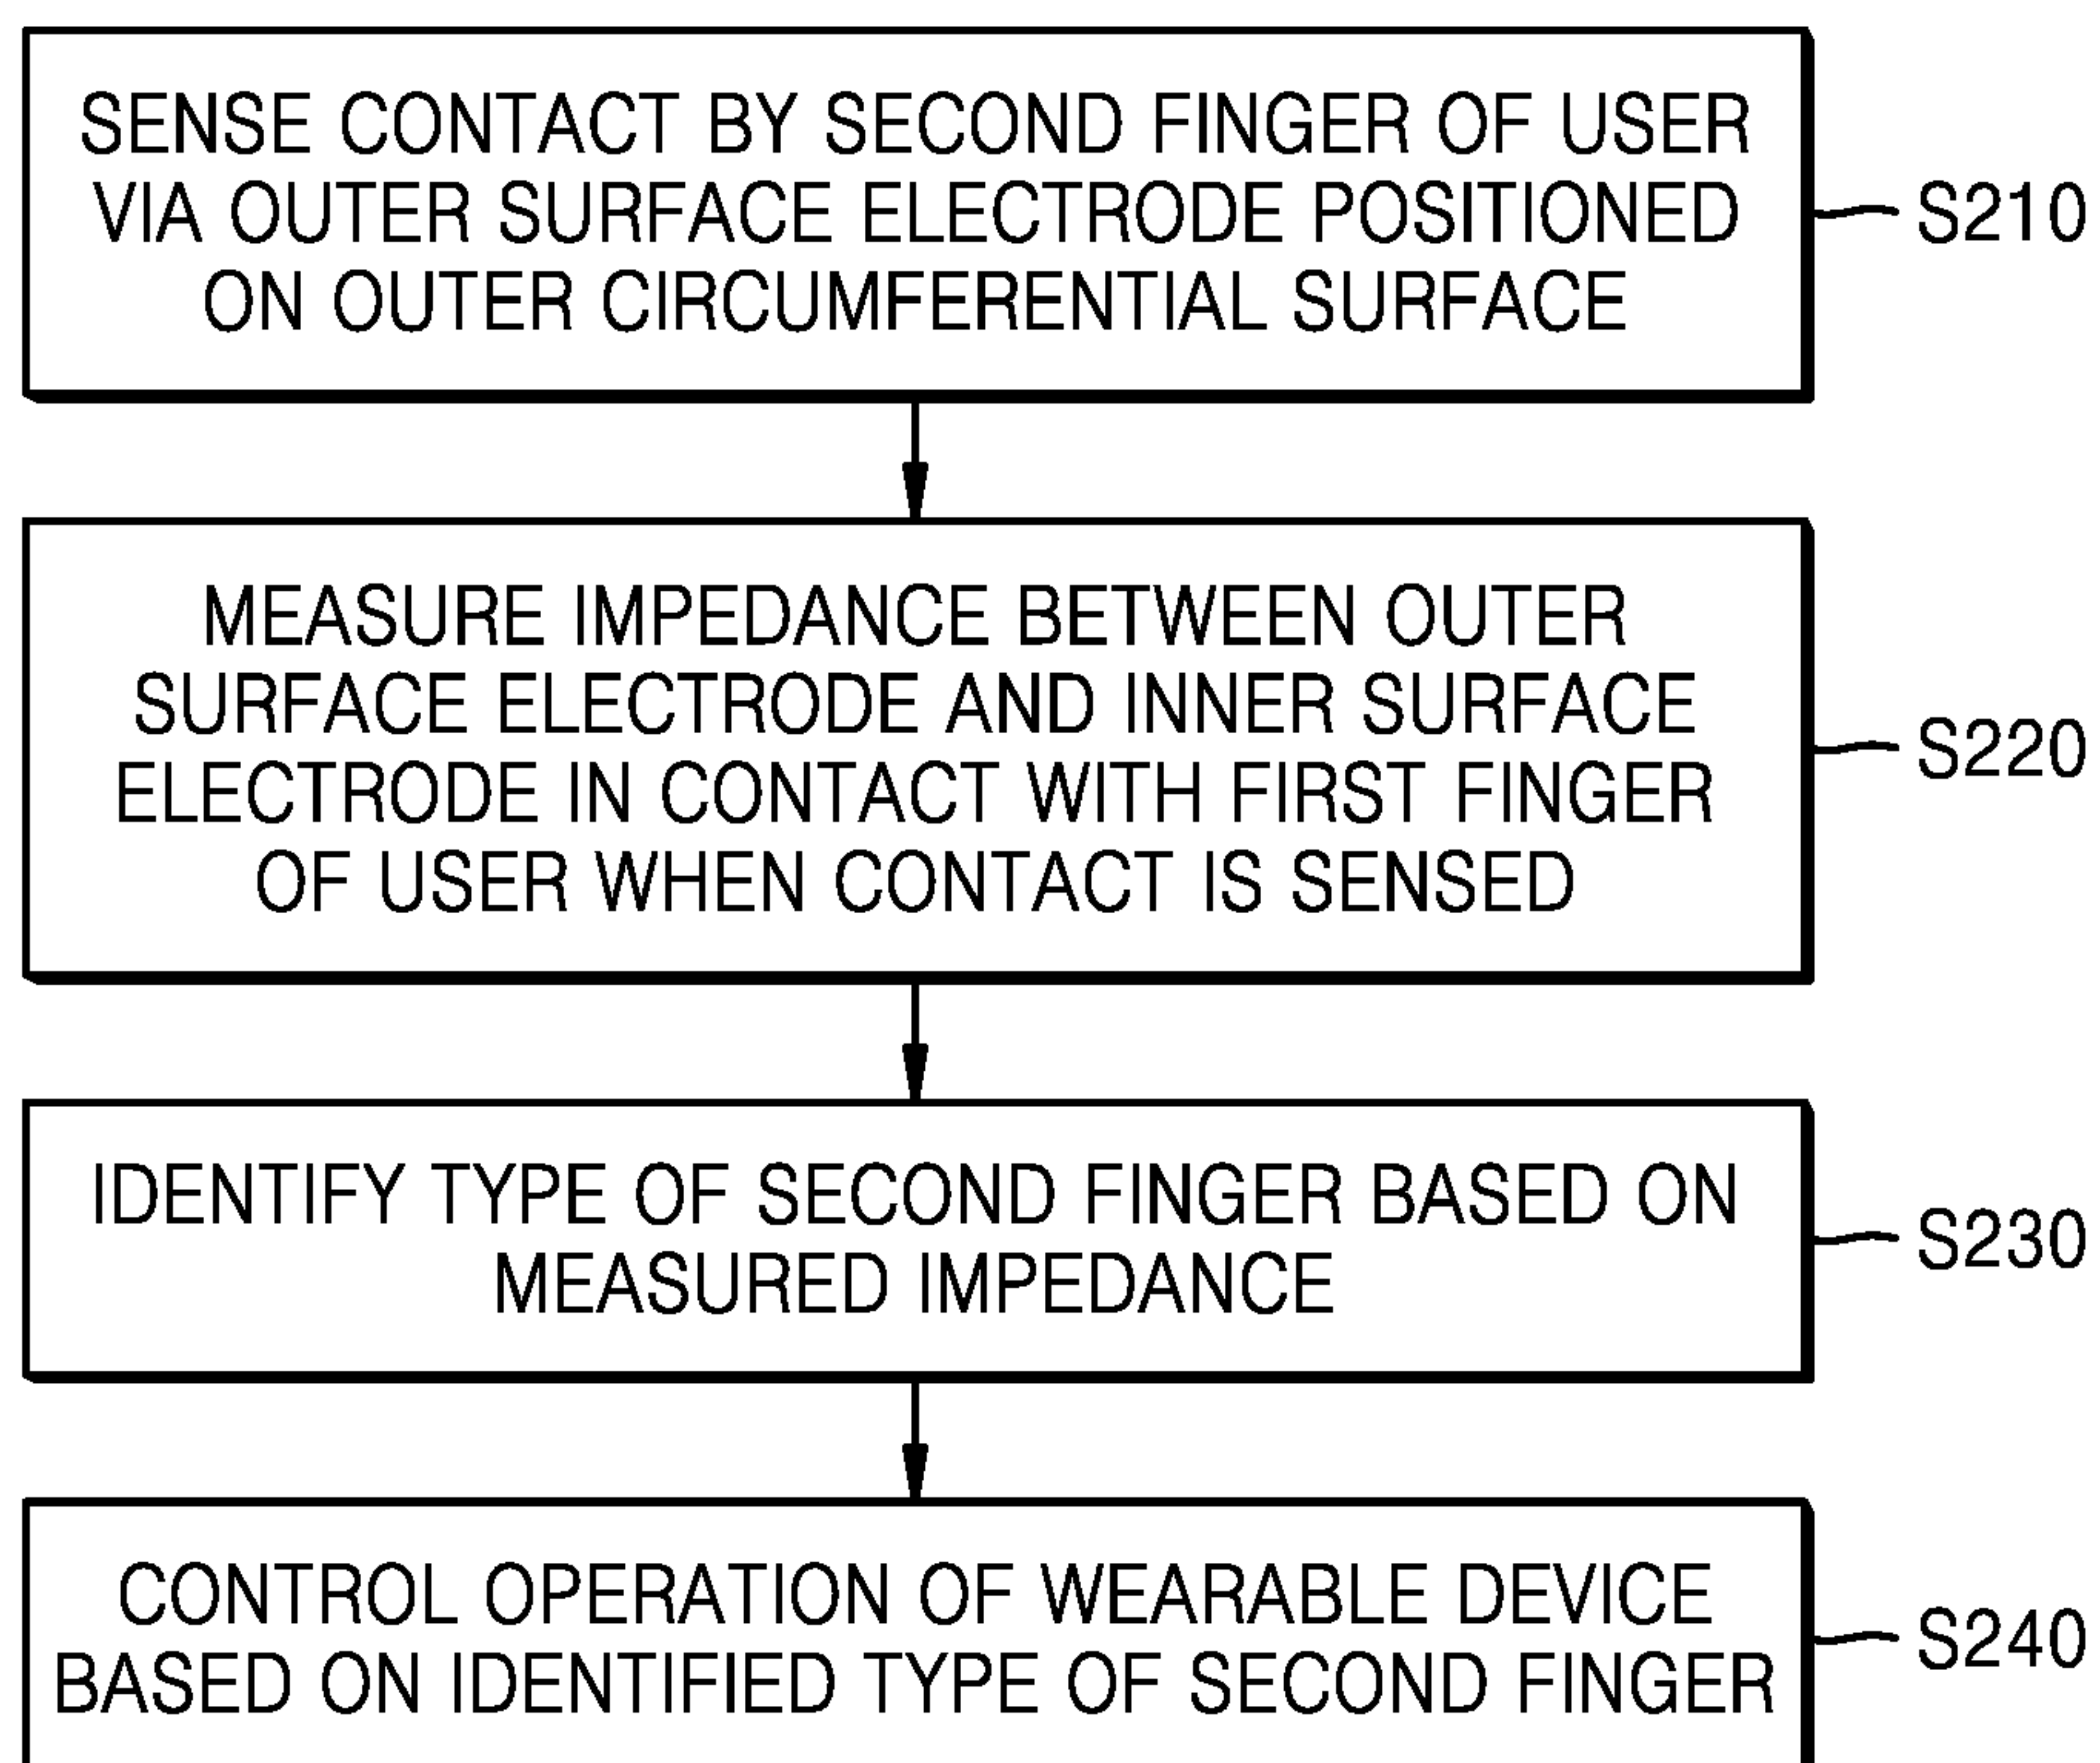 SENSE CONTACT BY SECOND FINGER OF USER
VIA OUTER SURFACE ELECTRODE POSITIONED
ON OUTER CIRCUMFERENTIAL SURFACE
S210
MEASURE IMPEDANCE BETWEEN OUTER
SURFACE ELECTRODE AND INNER SURFACE
ELECTRODE IN CONTACT WITH FIRST FINGER
OF USER WHEN CONTACT IS SENSED
S220
IDENTIFY TYPE OF SECOND FINGER BASED ON
MEASURED IMPEDANCE
S230
CONTROL OPERATION OF WEARABLE DEVICE
BASED ON IDENTIFIED TYPE OF SECOND FINGER
S240